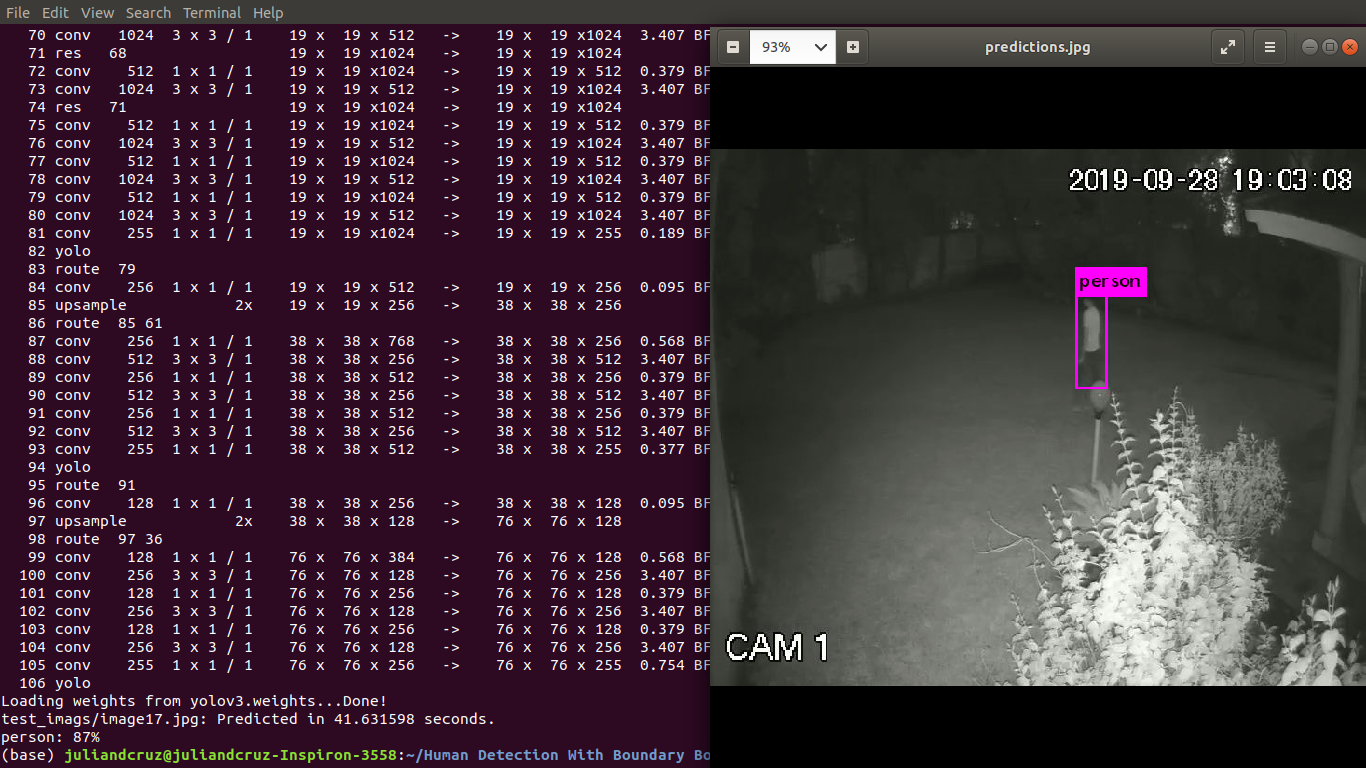 File Edit View Search Terminal Help
70 conv 1024 3 x 3 / 1 19 x 19 x 512 -> 19 x 19 x1024 3.407 BF
71 res 68 19 x 19 x1024 -> 19 x 19 x1024
72 conv 512 1 x 1 / 1 19 x 19 x1024 -> 19 x 19 x 512 0.379 BF
73 conv 1024 3 x 3 / 1 19 x 19 x 512 -> 19 x 19 x1024 3.407 BF
74 res 71 19 x 19 x1024 -> 19 x 19 x1024
75 conv 512 1 x 1 / 1 19 x 19 x1024 -> 19 x 19 x 512 0.379 BF
76 conv 1024 3 x 3 / 1 19 x 19 x 512 -> 19 x 19 x1024 3.407 BF
77 conv 512 1 x 1 / 1 19 x 19 x1024 -> 19 x 19 x 512 0.379 BF
78 conv 1024 3 x 3 / 1 19 x 19 x 512 -> 19 x 19 x1024 3.407 BF
79 conv 512 1 x 1 / 1 19 x 19 x1024 -> 19 x 19 x 512 0.379 BF
80 conv 1024 3 x 3 / 1 19 x 19 x 512 -> 19 x 19 x1024 3.407 BF
81 conv 255 1 x 1 / 1 19 x 19 x1024 -> 19 x 19 x 255 0.189 BF
82 yolo
83 route 79
84 conv 256 1 x 1 / 1 19 x 19 x 512 -> 19 x 19 x 256 0.095 BF
85 upsample 2x 19 x 19 x 256 -> 38 x 38 x 256
86 route 85 61
87 conv 256 1 x 1 / 1 38 x 38 x 768 -> 38 x 38 x 256 0.568 BF
88 conv 512 3 x 3 / 1 38 x 38 x 256 -> 38 x 38 x 512 3.407 BF
89 conv 256 1 x 1 / 1 38 x 38 x 512 -> 38 x 38 x 256 0.379 BF
90 conv 512 3 x 3 / 1 38 x 38 x 256 -> 38 x 38 x 512 3.407 BF
91 conv 256 1 x 1 / 1 38 x 38 x 512 -> 38 x 38 x 256 0.379 BF
92 conv 512 3 x 3 / 1 38 x 38 x 256 -> 38 x 38 x 512 3.407 BF
93 conv 255 1 x 1 / 1 38 x 38 x 512 -> 38 x 38 x 255 0.377 BF
94 yolo
95 route 91
96 conv 128 1 x 1 / 1 38 x 38 x 256 -> 38 x 38 x 128 0.095 BF
97 upsample 2x 38 x 38 x 128 -> 76 x 76 x 128
98 route 97 36
99 conv 128 1 x 1 / 1 76 x 76 x 384 -> 76 x 76 x 128 0.568 BF
100 conv 256 3 x 3 / 1 76 x 76 x 128 -> 76 x 76 x 256 3.407 BF
101 conv 128 1 x 1 / 1 76 x 76 x 256 -> 76 x 76 x 128 0.379 BF
102 conv 256 3 x 3 / 1 76 x 76 x 128 -> 76 x 76 x 256 3.407 BF
103 conv 128 1 x 1 / 1 76 x 76 x 256 -> 76 x 76 x 128 0.379 BF
104 conv 256 3 x 3 / 1 76 x 76 x 128 -> 76 x 76 x 256 3.407 BF
105 conv 255 1 x 1 / 1 76 x 76 x 256 -> 76 x 76 x 255 0.754 BF
106 yolo
Loading weights from yolov3.weights...Done!
test_imags/image17.jpg: Predicted in 41.631598 seconds.
person: 87%
(base) juliandcruz@juliandcruz-Inspiron-3558:~/Human Detection With Boundary Bo
93%
predictions.jpg
2019-09-28 19:03:08
person
CAM 1